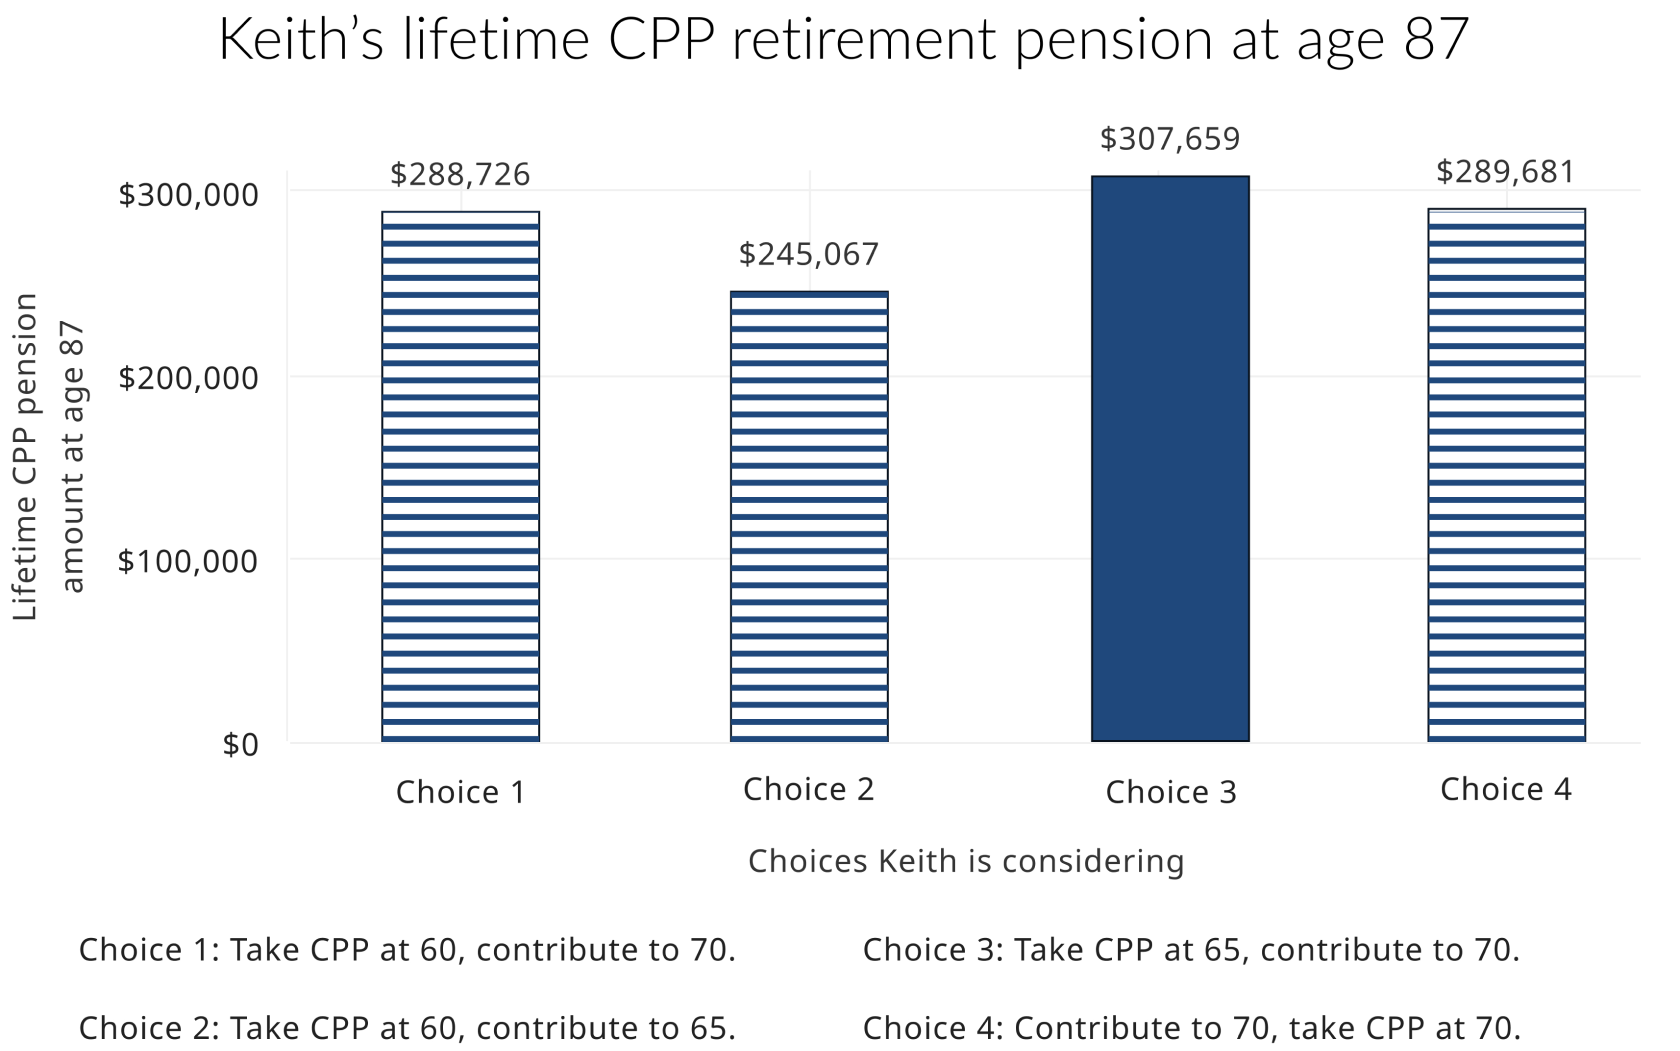 Keith’s lifetime CPP retirement pension at age 87
$307,659
$288,726
$289,681
$300,000
$245,067
Lifetime CPP pension
amount at age 87
$200,000
$100,000
$0
Choice 1
Choice 2
Choice 3
Choice 4
Choices Keith is considering
Choice 1: Take CPP at 60, contribute to 70.
Choice 3: Take CPP at 65, contribute to 70.
Choice 2: Take CPP at 60, contribute to 65.
Choice 4: Contribute to 70, take CPP at 70.